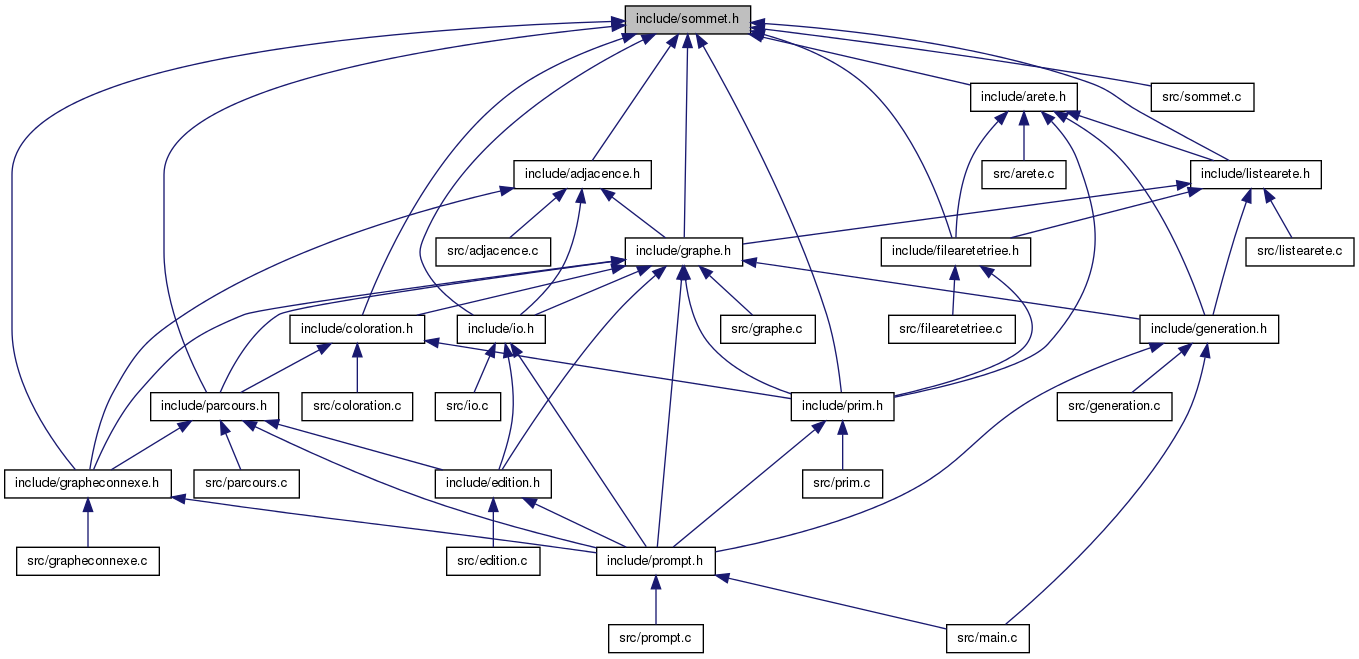 include/sommet.h
include/arete.h
src/sommet.c
include/adjacence.h
src/arete.c
include/listearete.h
src/adjacence.c
include/graphe.h
include/filearetetriee.h
src/listearete.c
include/coloration.h
include/io.h
src/graphe.c
src/filearetetriee.c
include/generation.h
include/parcours.h
src/coloration.c
src/io.c
include/prim.h
src/generation.c
include/grapheconnexe.h
src/parcours.c
include/edition.h
src/prim.c
src/grapheconnexe.c
src/edition.c
include/prompt.h
src/prompt.c
src/main.c